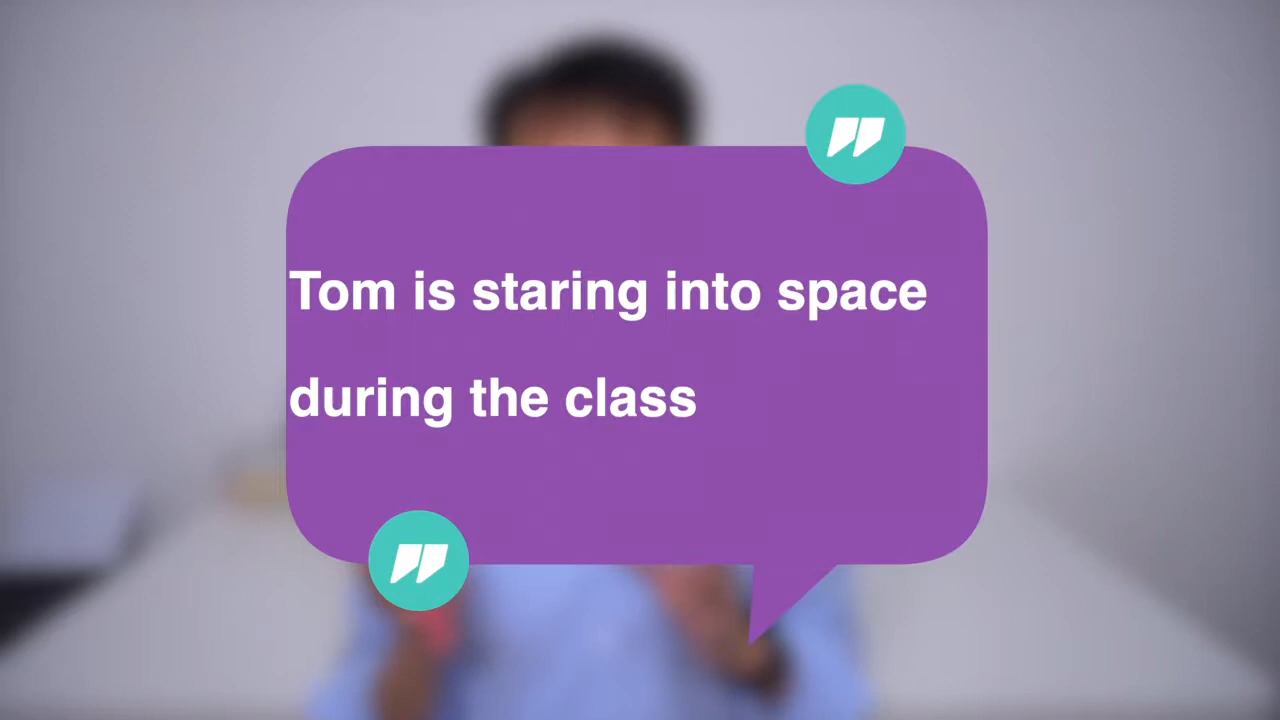 Tom is staring into space
during the class